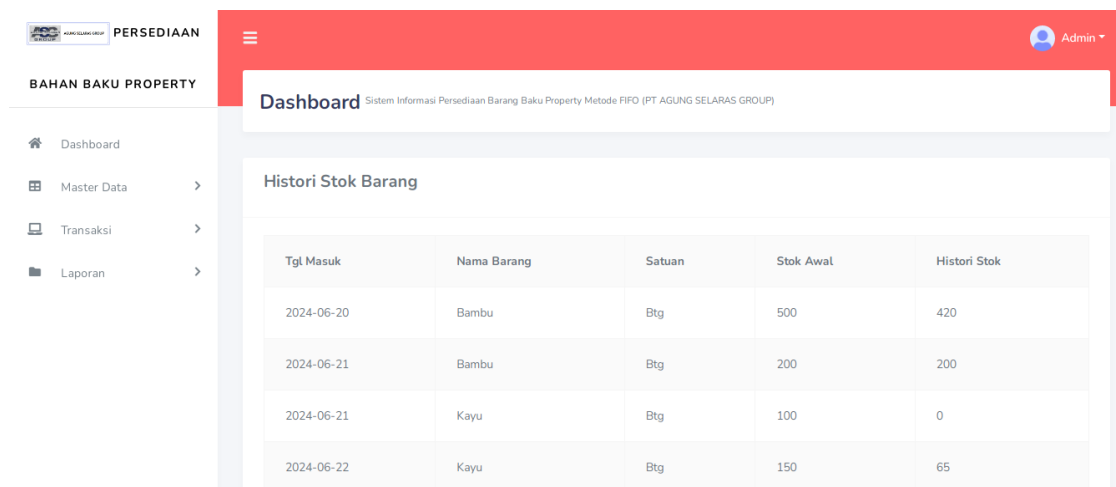 AGUNG SELARAS GROUP PERSEDIAAN
BAHAN BAKU PROPERTY
Dashboard
Master Data
Transaksi
Laporan
Admin
Dashboard Sistem Informasi Persediaan Barang Baku Property Metode FIFO (PT AGUNG SELARAS GROUP)
Histori Stok Barang
Tgl Masuk Nama Barang Satuan Stok Awal Histori Stok
2024-06-20 Bambu Btg 500 420
2024-06-21 Bambu Btg 200 200
2024-06-21 Kayu Btg 100 0
2024-06-22 Kayu Btg 150 65